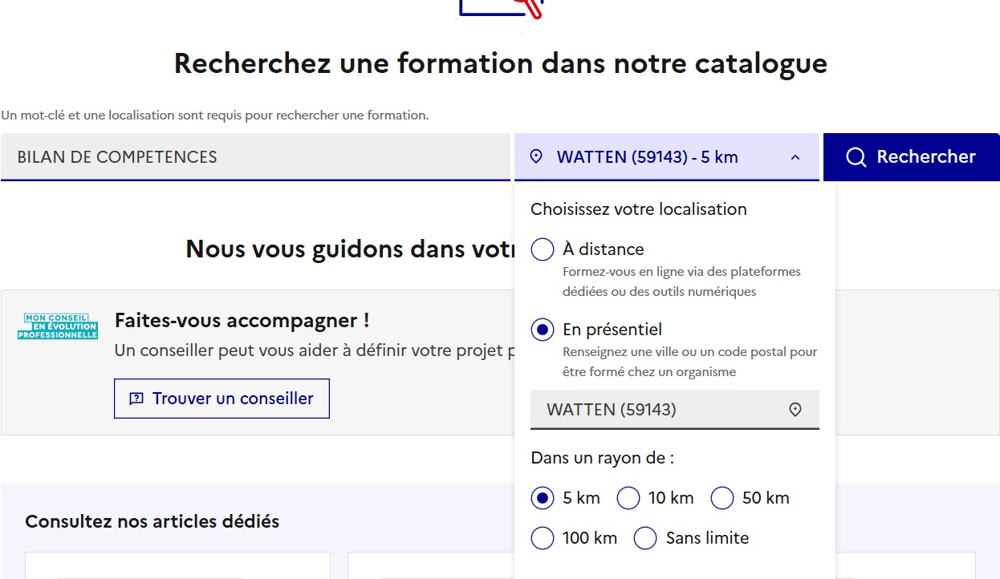 Recherchez une formation dans notre catalogue
Un mot-clé et une localisation sont requis pour rechercher une formation.
BILAN DE COMPETENCES
WATTEN (59143) - 5 km
Rechercher
Choisissez votre localisation
À distance
Formez-vous en ligne via des plateformes
dédiées ou des outils numériques
En présentiel
Renseignez une ville ou un code postal pour
être formé chez un organisme
WATTEN (59143)
Dans un rayon de :
5 km
10 km
50 km
100 km
Sans limite
Nous vous guidons dans
MON CONSEIL
EN ÉVOLUTION
PROFESSIONNELLE
Faites-vous accompagner !
Un conseiller peut vous aider à définir votre projet
Trouver un conseiller
Consultez nos articles dédiés